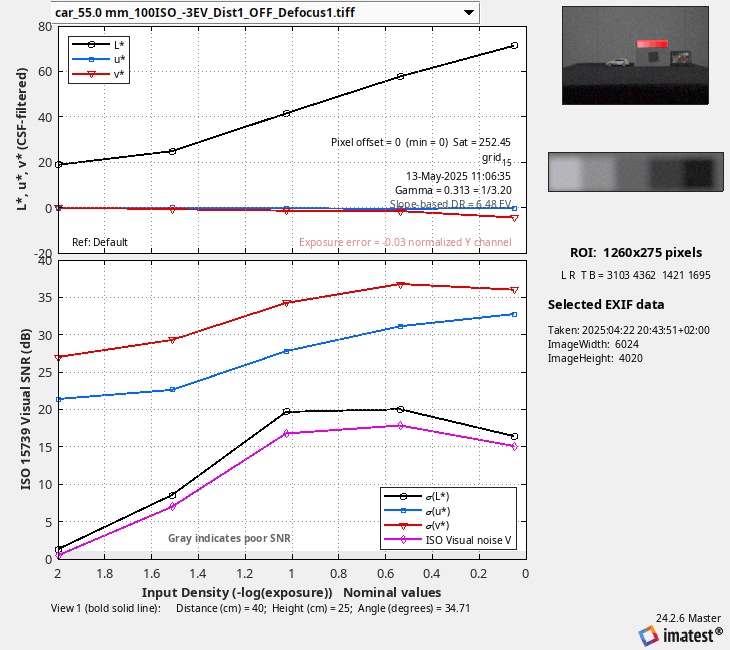 car_55.0 mm_100ISO_-3EV_Dist1_OFF_Defocus1.tiff
80
60
40
20
0
-20
L*, u*, v* (CSF-filtered)
L*
u*
v*
Pixel offset = 0 (min = 0) Sat = 252.45
grid_15
13-May-2025 11:06:35
Gamma = 0.313 = 1/3.20
Slope-based DR = 6.48 EV
Ref: Default
Exposure error = -0.03 normalized Y channel
40
35
30
25
20
15
10
5
0
ISO 15739 Visual SNR (dB)
Gray indicates poor SNR
𝜎(L*)
𝜎(u*)
𝜎(v*)
ISO Visual noise V
2 1.8 1.6 1.4 1.2 1 0.8 0.6 0.4 0.2 0
Input Density (-log(exposure)) Nominal values
View 1 (bold solid line): Distance (cm) = 40; Height (cm) = 25; Angle (degrees) = 34.71
ROI: 1260x275 pixels
L R T B = 3103 4362 1421 1695
Selected EXIF data
Taken: 2025:04:22 20:43:51+02:00
ImageWidth: 6024
ImageHeight: 4020
24.2.6 Master
imatest®